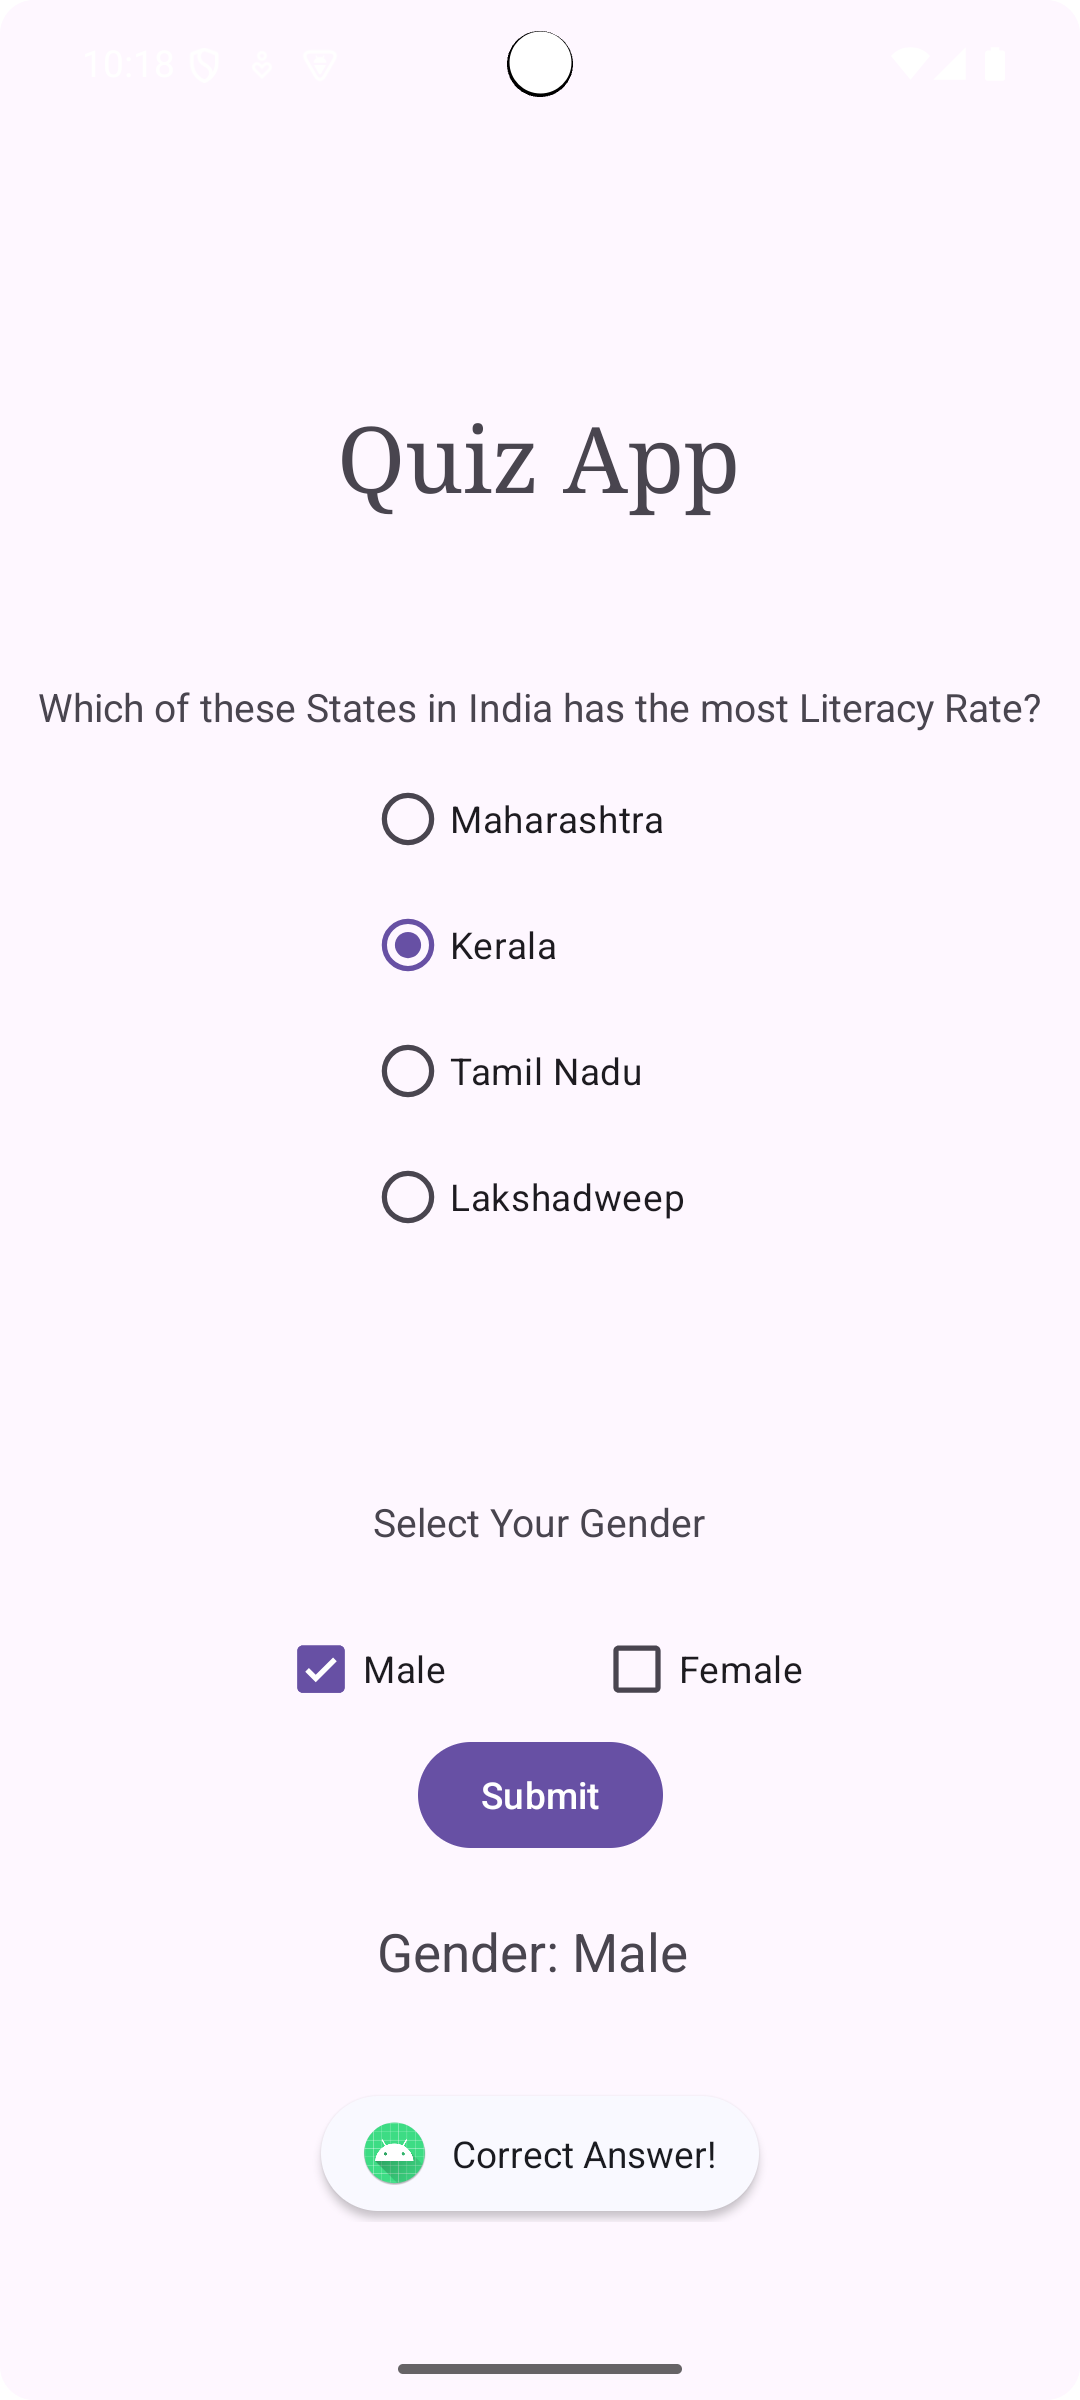 10:18
Quiz App
Which of these States in India has the most Literacy Rate?
Maharashtra
Kerala
Tamil Nadu
Lakshadweep
Select Your Gender
Male Female
Submit
Gender: Male
Correct Answer!